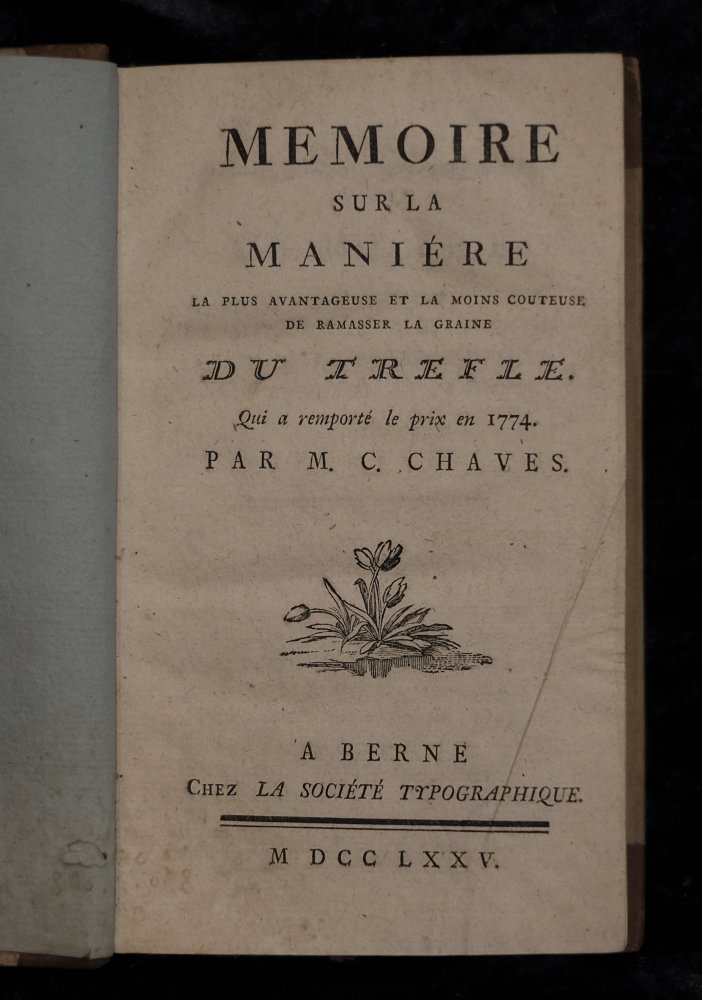 MEMOIRE
SUR LA
MANIÉRE
LA PLUS AVANTAGEUSE ET LA MOINS COUTEUSE
DE RAMASSER LA GRAINE
DU TREFLE.
Qui a remporté le prix en 1774.
PAR M. C. CHAVES.
A BERNE
CHEZ LA SOCIÉTÉ TYPOGRAPHIQUE.
M DCC LXXV.